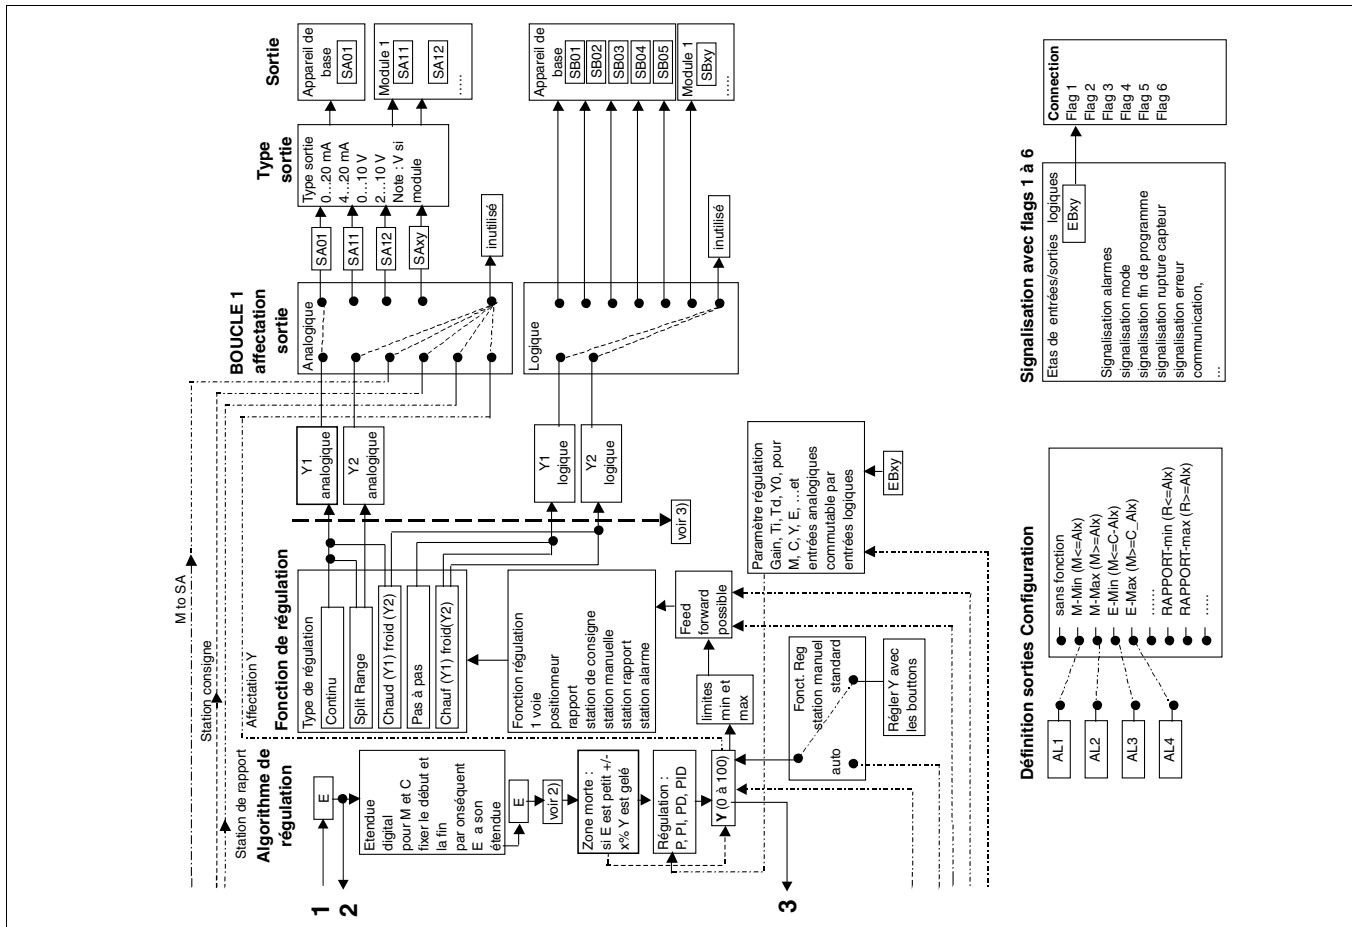 M to SA
Station consigne
Station de rapport
Affectation Y
1
2
3
Algorithme de
régulation
E
Etendue
digital
pour M et C
fixer le début et
la fin
par onséquent
E a son
étendue
E
voir 2)
Zone morte :
si E est petit +/-
x% Y est gelé
Régulation :
P, PI, PD, PID
Y (0 à 100)
limites
min et
max
Feed
forward
possible
auto
Fonct. Reg
station manuel
standard
Régler Y avec
les bouttons
Fonction de régulation
Type de régulation
Continu
Split Range
Chaud (Y1) froid (Y2)
Pas à pas
Chauf (Y1) froid(Y2)
Fonction régulation
1 voie
positionneur
rapport
station de consigne
station manuelle
station rapport
station alarme
voir 3)
Paramètre régulation
Gain, Ti, Td, Y0, pour
M, C, Y, E, ...et
entrées analogiques
commutable par
entrées logiques
EBxy
Y1
analogique
Y2
analogique
Y1
logique
Y2
logique
BOUCLE 1
affectation
sortie
Analogique
Logique
inutilisé
inutilisé
SA01
SA11
SA12
SAxy
Type
sortie
Type sortie
0...20 mA
4...20 mA
0...10 V
2...10 V
Note : V si
module
Sortie
Appareil de
base
SA01
Module 1
SA11
SA12
.....
Appareil de
base
SB01
SB02
SB03
SB04
SB05
Module 1
SBxy
.....
Définition sorties Configuration
AL1
AL2
AL3
AL4
sans fonction
M-Min (M<=Alx)
M-Max (M>=Alx)
E-Min (M<=C-Alx)
E-Max (M>=C_Alx)
......
RAPPORT-min (R<=Alx)
RAPPORT-max (R>=Alx)
.....
Signalisation avec flags 1 à 6
Etas de entrées/sorties logiques
EBxy
Signalisation alarmes
signalisation mode
signalisation fin de programme
signalisation rupture capteur
signalisation erreur
communication,
...
Connection
Flag 1
Flag 2
Flag 3
Flag 4
Flag 5
Flag 6